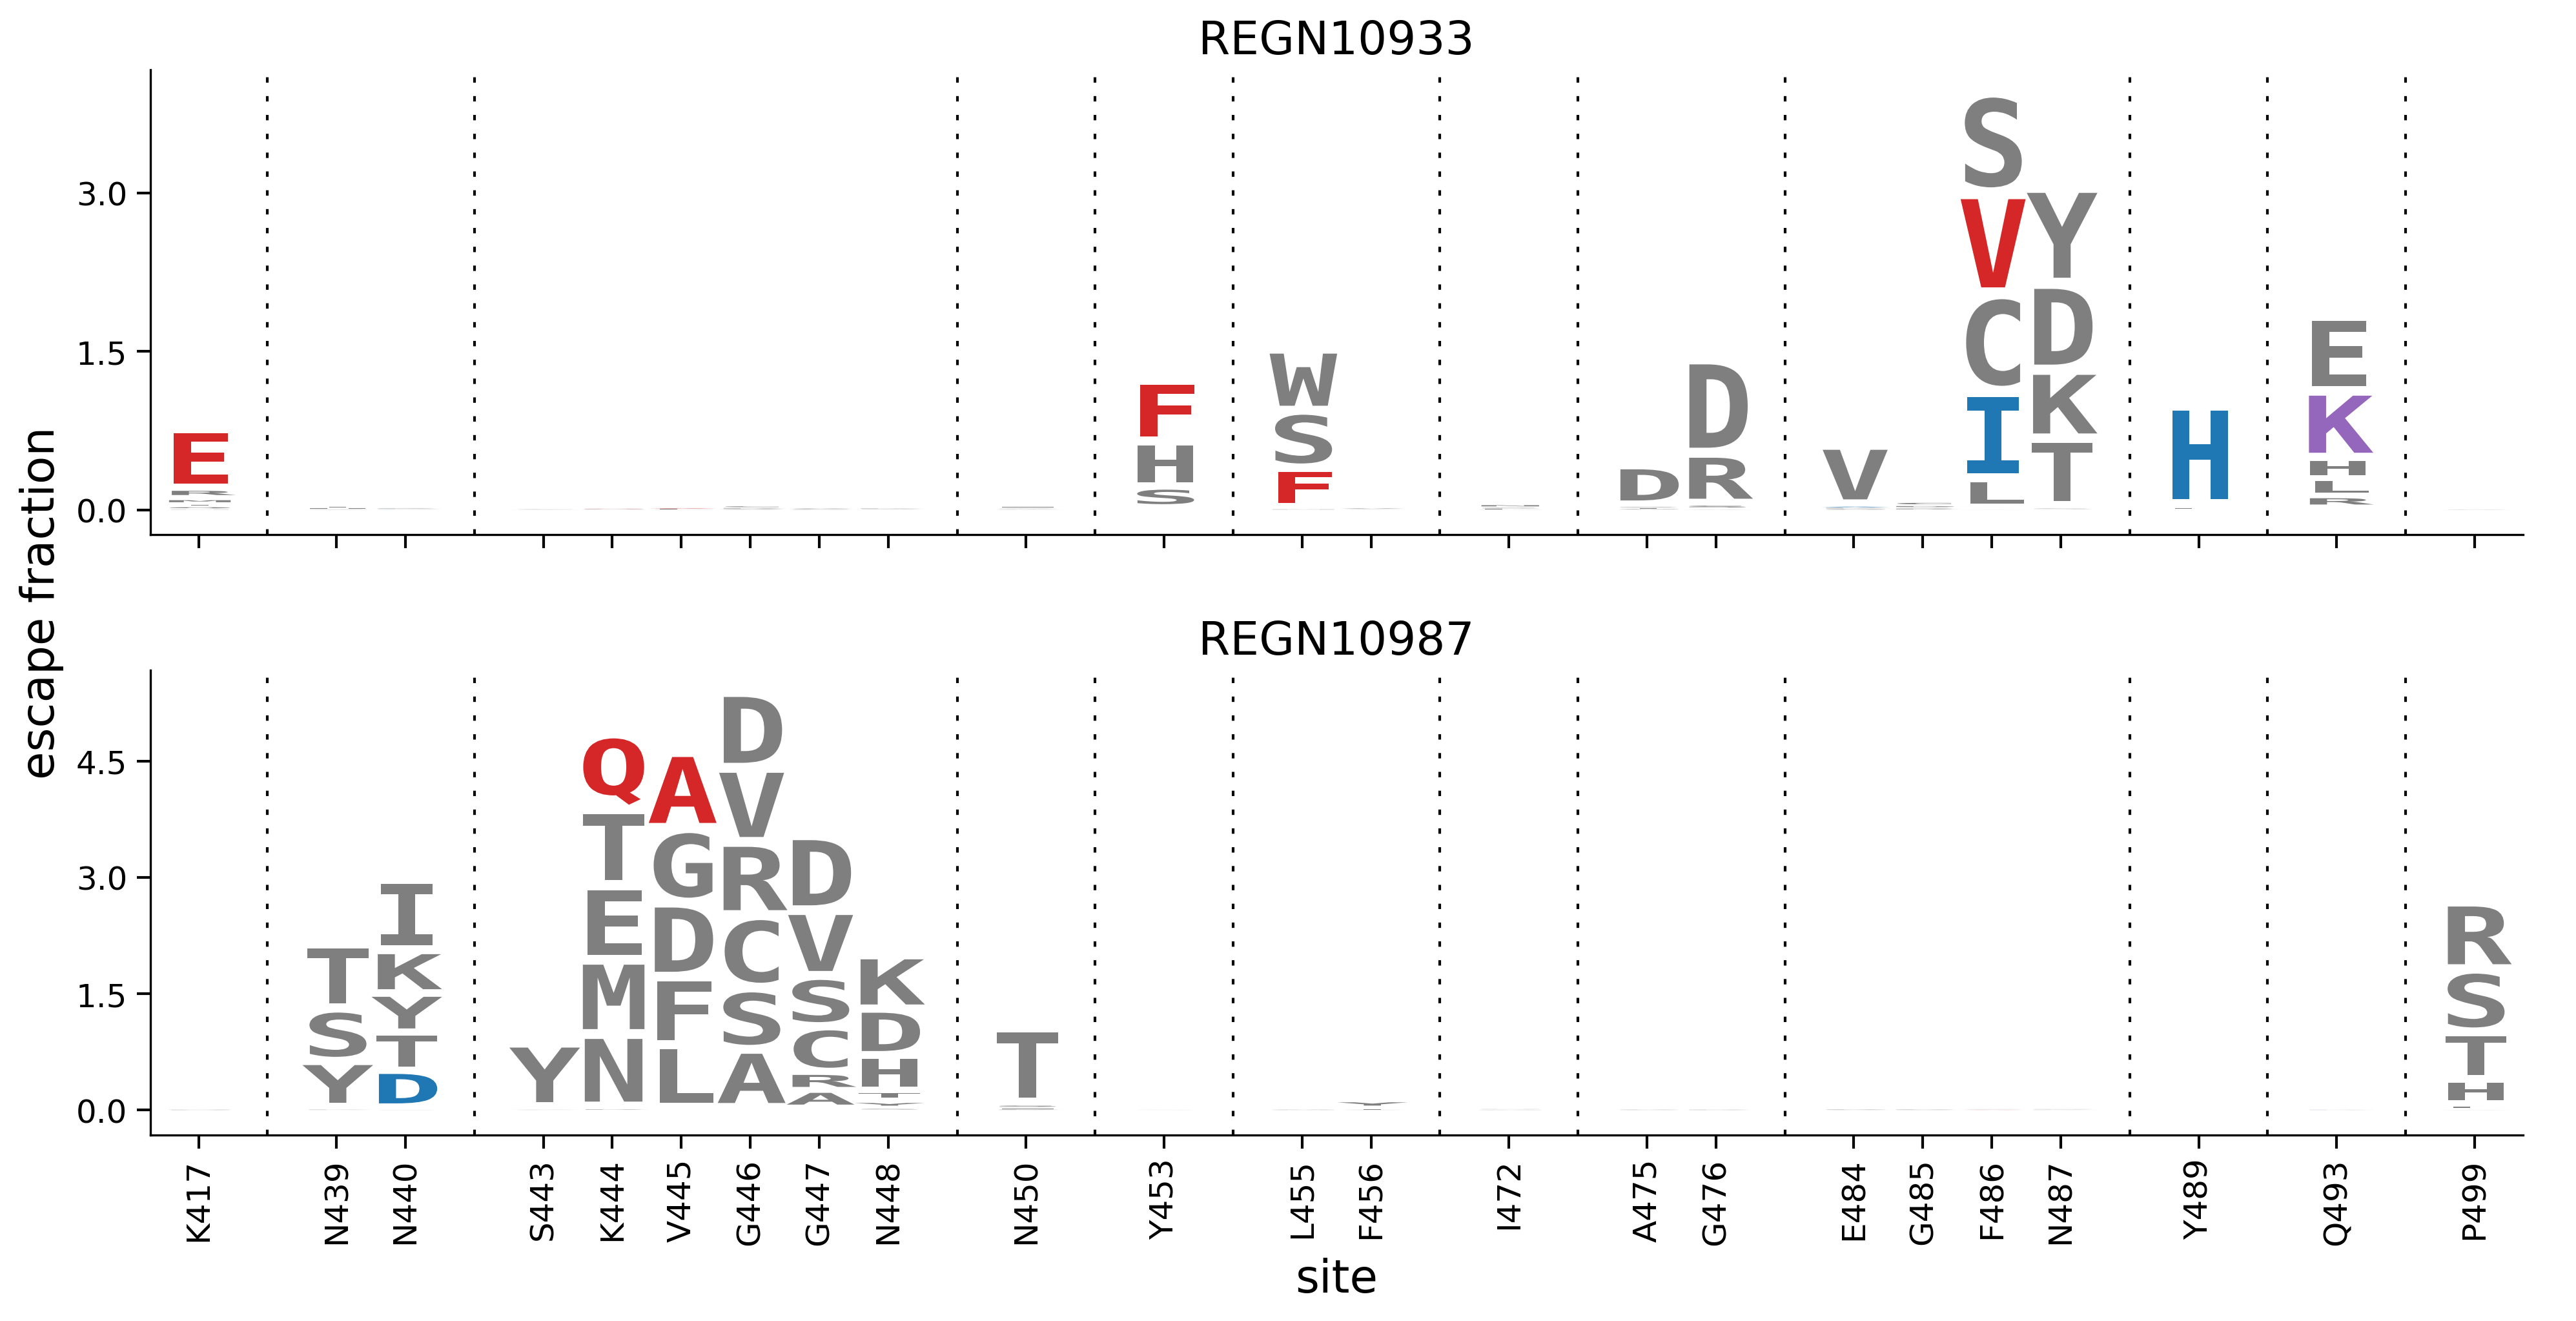 REGN10933
escape fraction
3.0
1.5
0.0
E
R
M
F
H
S
W
S
F
D
D
R
V
S
V
C
I
L
Y
D
K
T
H
E
K
H
L
R
REGN10987
4.5
3.0
1.5
0.0
T
S
Y
I
K
Y
T
D
Y
Q
T
E
M
N
A
G
D
F
L
D
V
R
C
S
A
D
V
S
C
R
A
K
D
H
T
Y
T
Y
R
S
T
H
K417
N439
N440
S443
K444
V445
G446
G447
N448
N450
Y453
L455
F456
I472
A475
G476
E484
G485
F486
N487
Y489
Q493
P499
site